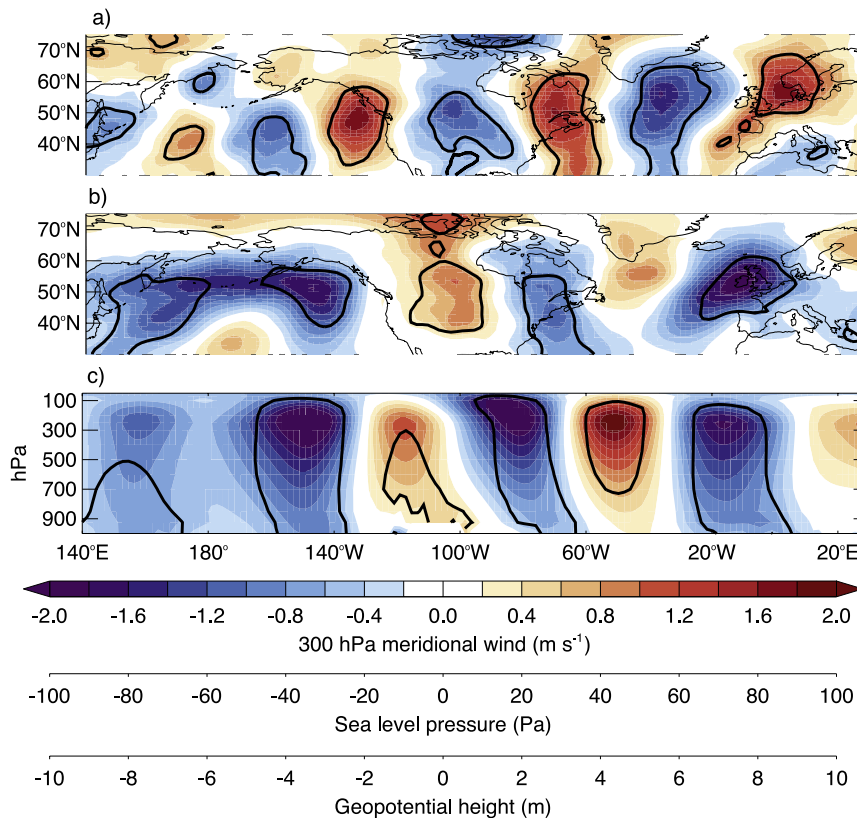 a)
70°N
60°N
50°N
40°N
b)
70°N
60°N
50°N
40°N
c)
100
300
500
700
900
hPa
140°E 180° 140°W 100°W 60°W 20°W 20°E
-2.0 -1.6 -1.2 -0.8 -0.4 0.0 0.4 0.8 1.2 1.6 2.0
300 hPa meridional wind (m s⁻¹)
-100 -80 -60 -40 -20 0 20 40 60 80 100
Sea level pressure (Pa)
-10 -8 -6 -4 -2 0 2 4 6 8 10
Geopotential height (m)